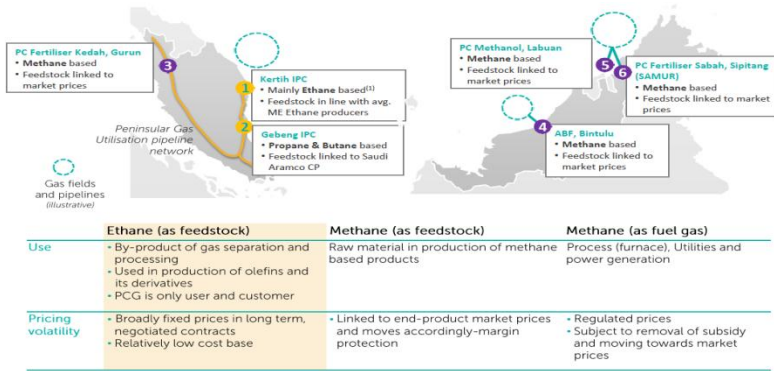 PC Fertiliser Kedah, Gurun
• Methane based
• Feedstock linked to
market prices
3
1
Kertih IPC
• Mainly Ethane based(1)
• Feedstock in line with avg.
ME Ethane producers
2
Gebeng IPC
• Propane & Butane based
• Feedstock linked to Saudi
Aramco CP
Peninsular Gas
Utilisation pipeline
network
Gas fields
and pipelines
(illustrative)
PC Methanol, Labuan
• Methane based
• Feedstock linked to
market prices
5
6
PC Fertiliser Sabah, Sipitang
(SAMUR)
• Methane based
• Feedstock linked to market
prices
4
ABF, Bintulu
• Methane based
• Feedstock linked to
market prices
Ethane (as feedstock)
Methane (as feedstock)
Methane (as fuel gas)
Use
• By-product of gas separation and
processing
• Used in production of olefins and
its derivatives
• PCG is only user and customer
Raw material in production of methane
based products
Process (furnace), Utilities and
power generation
Pricing
volatility
• Broadly fixed prices in long term,
negotiated contracts
• Relatively low cost base
• Linked to end-product market prices
and moves accordingly-margin
protection
• Regulated prices
• Subject to removal of subsidy
and moving towards market
prices